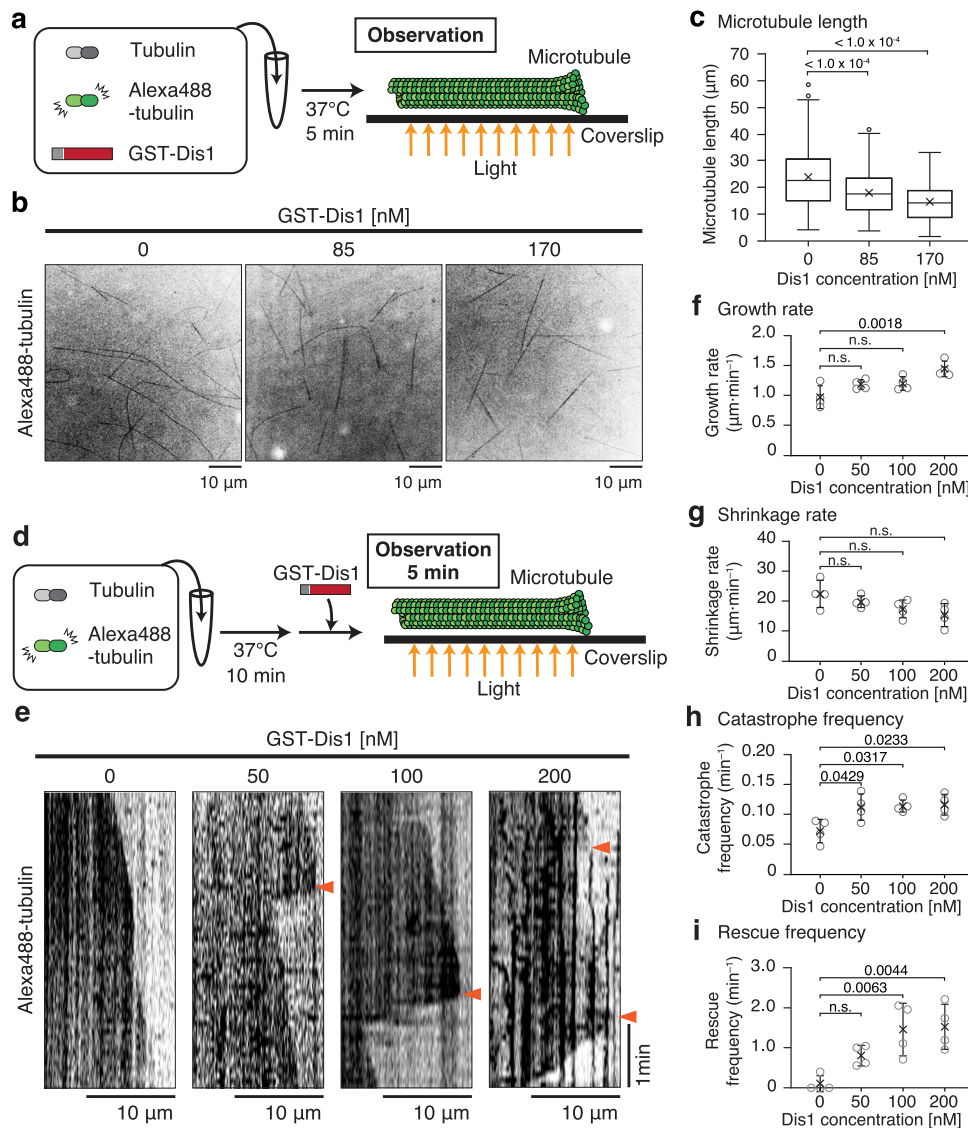 a
Tubulin
Alexa488
-tubulin
GST-Dis1
37°C
5 min
Observation
Microtubule
Coverslip
Light
b
GST-Dis1 [nM]
0 85 170
Alexa488-tubulin
10 µm 10 µm 10 µm
c Microtubule length
< 1.0 x 10⁻⁴
< 1.0 x 10⁻⁴
Microtubule length (µm)
70
60
50
40
30
20
10
0
0 85 170
Dis1 concentration [nM]
d
Tubulin
Alexa488
-tubulin
37°C
10 min
GST-Dis1
Observation
5 min
Microtubule
Coverslip
Light
e
GST-Dis1 [nM]
0 50 100 200
Alexa488-tubulin
1min
10 µm 10 µm 10 µm 10 µm
f Growth rate
0.0018
n.s.
n.s.
Growth rate
(µm·min⁻¹)
2.0
1.5
1.0
0.5
0
0 50 100 200
Dis1 concentration [nM]
g Shrinkage rate
n.s.
n.s.
n.s.
Shrinkage rate
(µm·min⁻¹)
40
30
20
10
0
0 50 100 200
Dis1 concentration [nM]
h Catastrophe frequency
0.0233
0.0317
0.0429
Catastrophe
frequency (min⁻¹)
0.20
0.15
0.10
0.05
0
0 50 100 200
Dis1 concentration [nM]
i Rescue frequency
0.0044
0.0063
n.s.
Rescue
frequency (min⁻¹)
3.0
2.0
1.0
0
0 50 100 200
Dis1 concentration [nM]